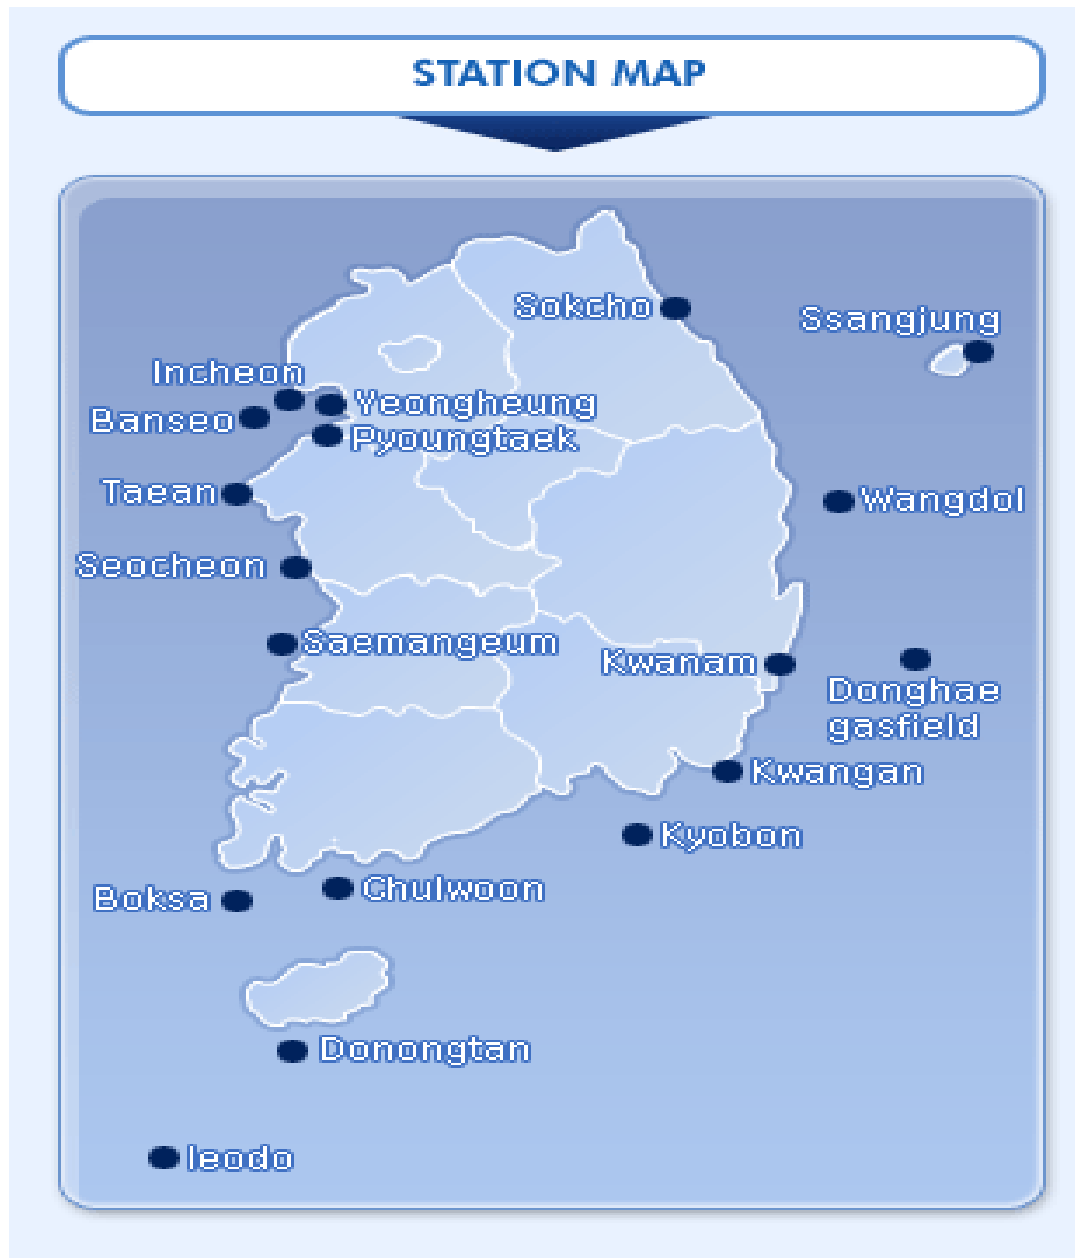 STATION MAP
Sokcho
Ssangjung
Incheon
Yeongheung
Banseo
Pyoungtaek
Taean
Wangdol
Seocheon
Saemangeum
Kwanam
Donghae
gasfield
Kwangan
Kyobon
Chulwoon
Boksa
Donongtan
Ieodo